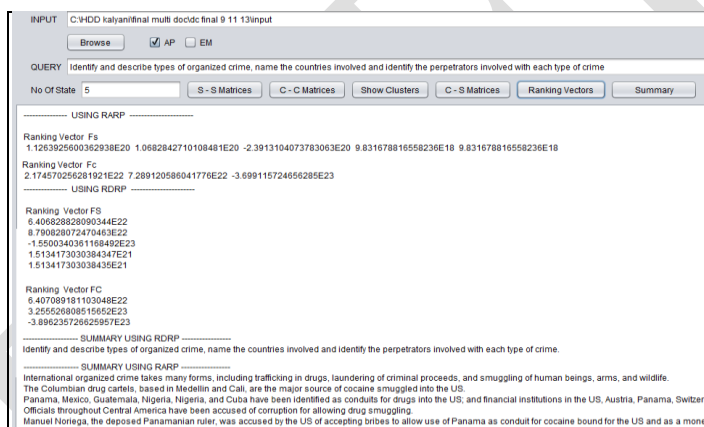 INPUT C:\HDD kalyani\final multi doc\dc final 9 11 13\input
Browse AP EM
QUERY Identify and describe types of organized crime, name the countries involved and identify the perpetrators involved with each type of crime
No Of State 5 S - S Matrices C - C Matrices Show Clusters C - S Matrices Ranking Vectors Summary
--------------- USING RARP ----------------------
Ranking Vector Fs
1.1263925600362938E20 1.0682842710108481E20 -2.3913104073783063E20 9.831678816558236E18 9.831678816558236E18
Ranking Vector Fc
2.174570256281921E22 7.289120586041776E22 -3.699115724656285E23
--------------- USING RDRP ----------------------
Ranking Vector FS
6.406828828090344E22
8.790828072470463E22
-1.5500340361168492E23
1.5134173030384347E21
1.513417303038435E21
Ranking Vector FC
6.407089181103048E22
3.255526808515652E23
-3.896235726625957E23
------------------- SUMMARY USING RDRP -----------------
Identify and describe types of organized crime, name the countries involved and identify the perpetrators involved with each type of crime.
------------------- SUMMARY USING RARP -----------------
International organized crime takes many forms, including trafficking in drugs, laundering of criminal proceeds, and smuggling of human beings, arms, and wildlife.
The Columbian drug cartels, based in Medellin and Cali, are the major source of cocaine smuggled into the US.
Panama, Mexico, Guatemala, Nigeria, Nigeria, and Cuba have been identified as conduits for drugs into the US; and financial institutions in the US, Austria, Panama, Switzer
Officials throughout Central America have been accused of corruption for allowing drug smuggling.
Manuel Noriega, the deposed Panamanian ruler, was accused by the US of accepting bribes to allow use of Panama as conduit for cocaine bound for the US and as a mone